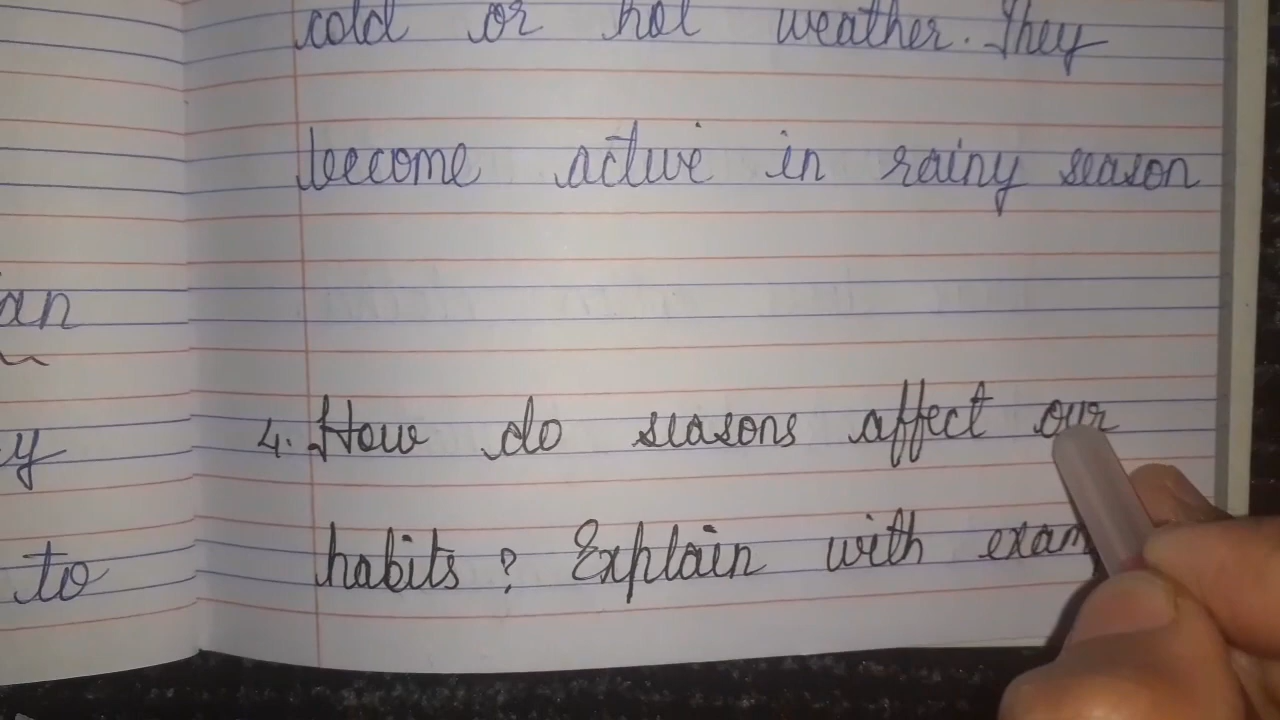 an
y
to
cold or hot weather. They
become active in rainy season
4. How do seasons affect our
habits? Explain with exam